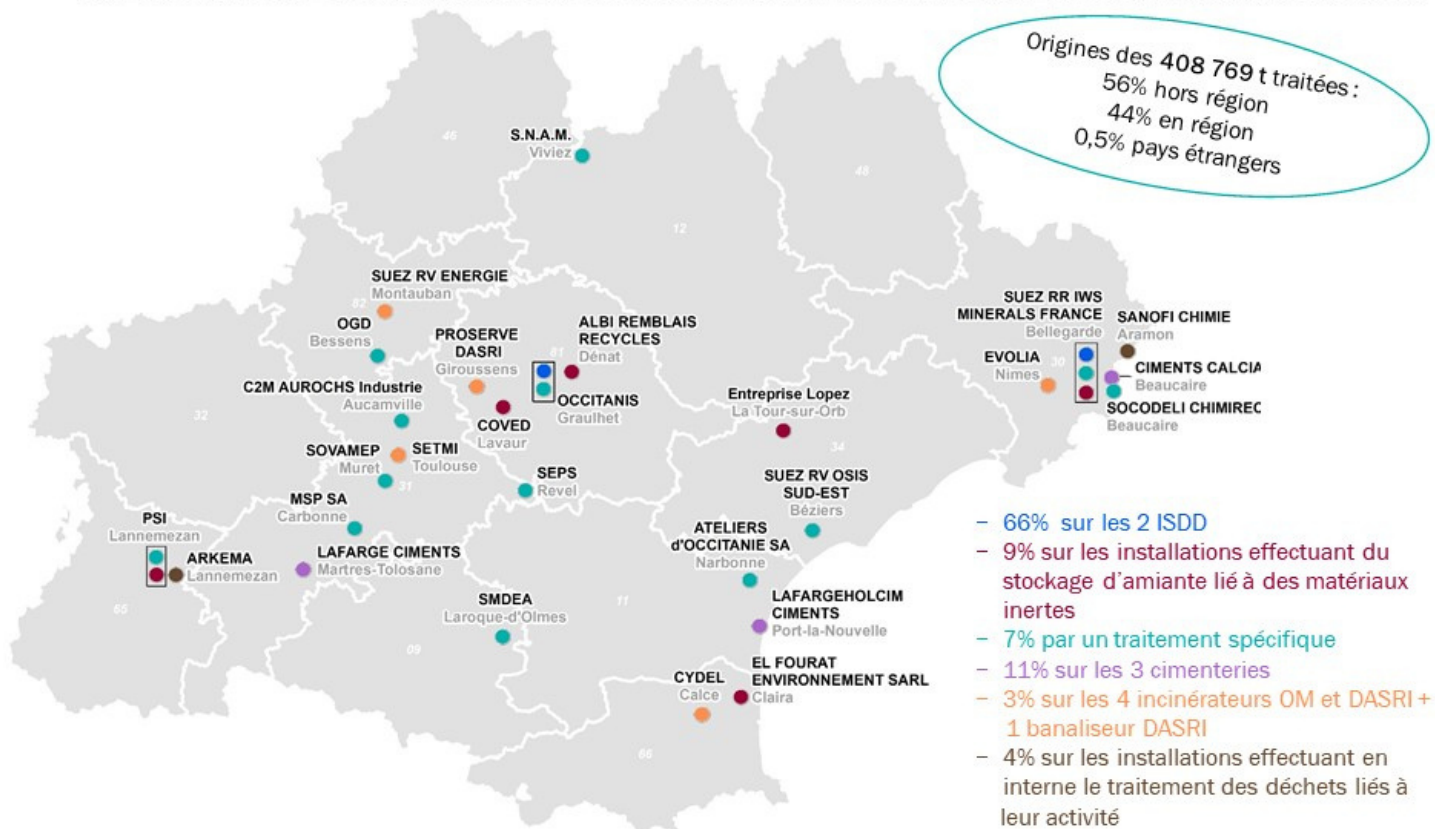 Origines des 408 769 t traitées :
56% hors région
44% en région
0,5% pays étrangers
46
S.N.A.M.
Viviez
48
12
SUEZ RV ENERGIE
Montauban
82
OGD
Bessens
PROSERVE
DASRI
Giroussens
ALBI REMBLAIS
RECYCLES
Dénat
81
OCCITANIS
Graulhet
C2M AUROCHS Industrie
Aucamville
COVED
Lavaur
32
SOVAMEP
Muret
SETMI
Toulouse
31
SEPS
Revel
MSP SA
Carbonne
PSI
Lannemezan
ARKEMA
Lannemezan
65
LAFARGE CIMENTS
Martres-Tolosane
SMDEA
Laroque-d'Olmes
09
11
SUEZ RR IWS
MINERALS FRANCE
Bellegarde
SANOFI CHIMIE
Aramon
EVOLIA
Nimes
30
CIMENTS CALCIA
Beaucaire
SOCODELI CHIMIREC
Beaucaire
Entreprise Lopez
La Tour-sur-Orb
34
SUEZ RV OSIS
SUD-EST
Béziers
ATELIERS
d'OCCITANIE SA
Narbonne
LAFARGEHOLCIM
CIMENTS
Port-la-Nouvelle
CYDEL
Calce
EL FOURAT
ENVIRONNEMENT SARL
Claira
66
- 66% sur les 2 ISDD
- 9% sur les installations effectuant du
stockage d'amiante lié à des matériaux
inertes
- 7% par un traitement spécifique
- 11% sur les 3 cimenteries
- 3% sur les 4 incinérateurs OM et DASRI +
1 banaliseur DASRI
- 4% sur les installations effectuant en
interne le traitement des déchets liés à
leur activité